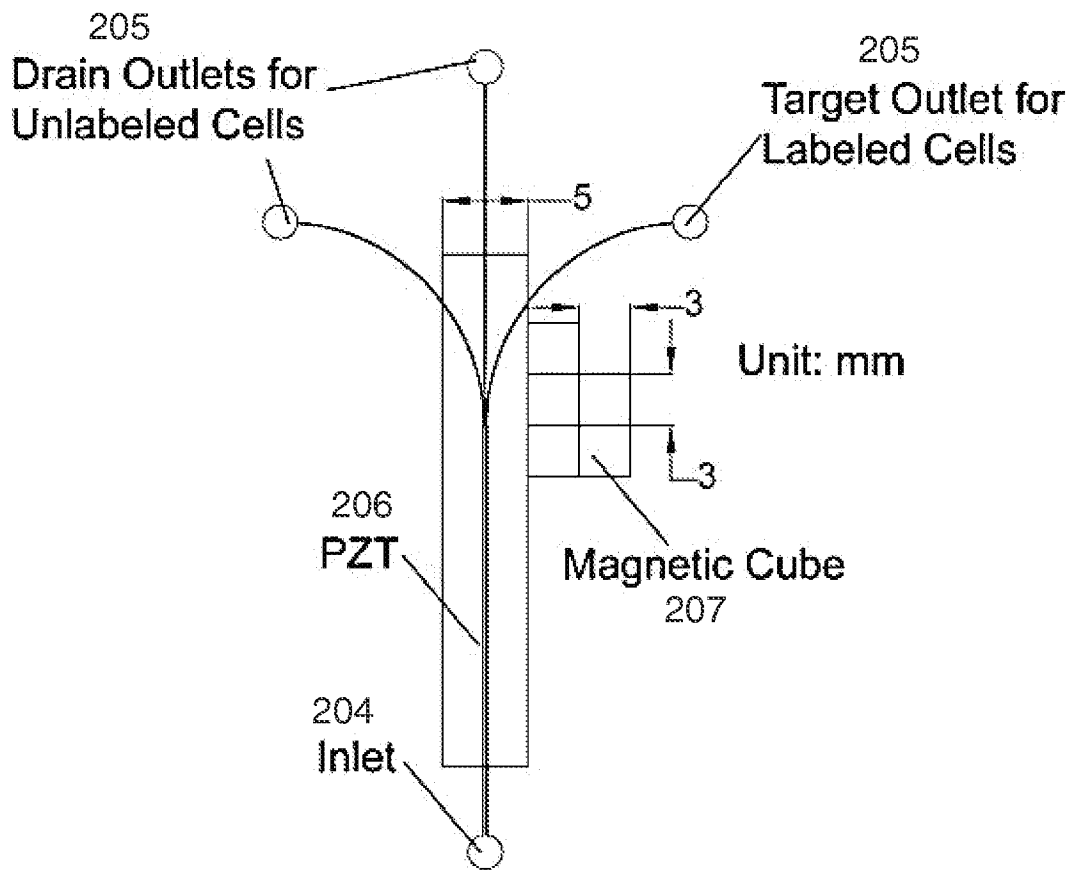 205
Drain Outlets for
Unlabeled Cells
205
Target Outlet for
Labeled Cells
5
3
Unit: mm
3
206
PZT
Magnetic Cube
207
204
Inlet